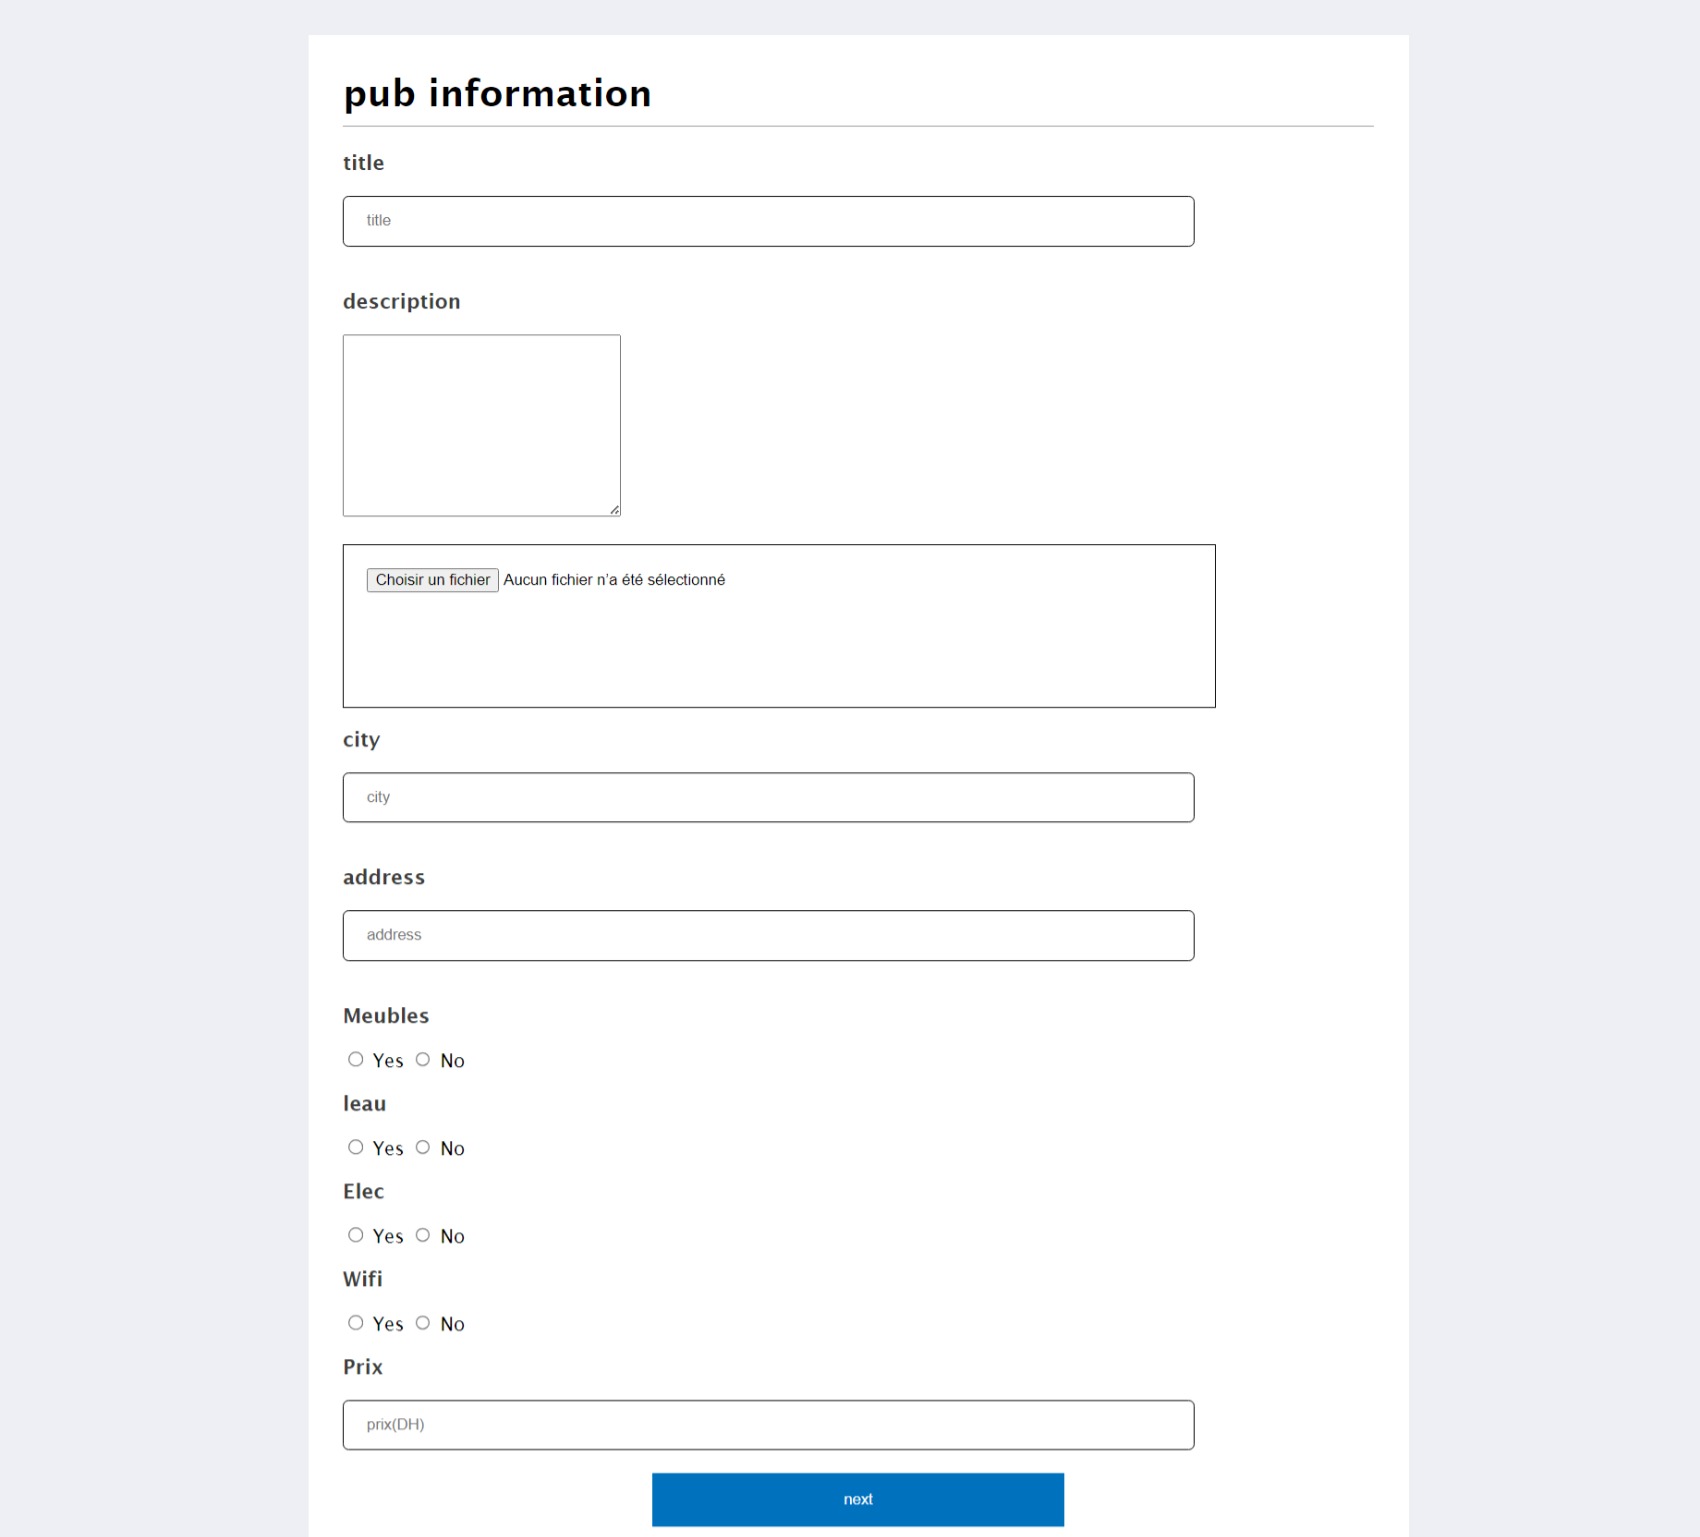 pub information
title
title
description
Choisir un fichier Aucun fichier n'a été sélectionné
city
city
address
address
Meubles
Yes No
leau
Yes No
Elec
Yes No
Wifi
Yes No
Prix
prix(DH)
next